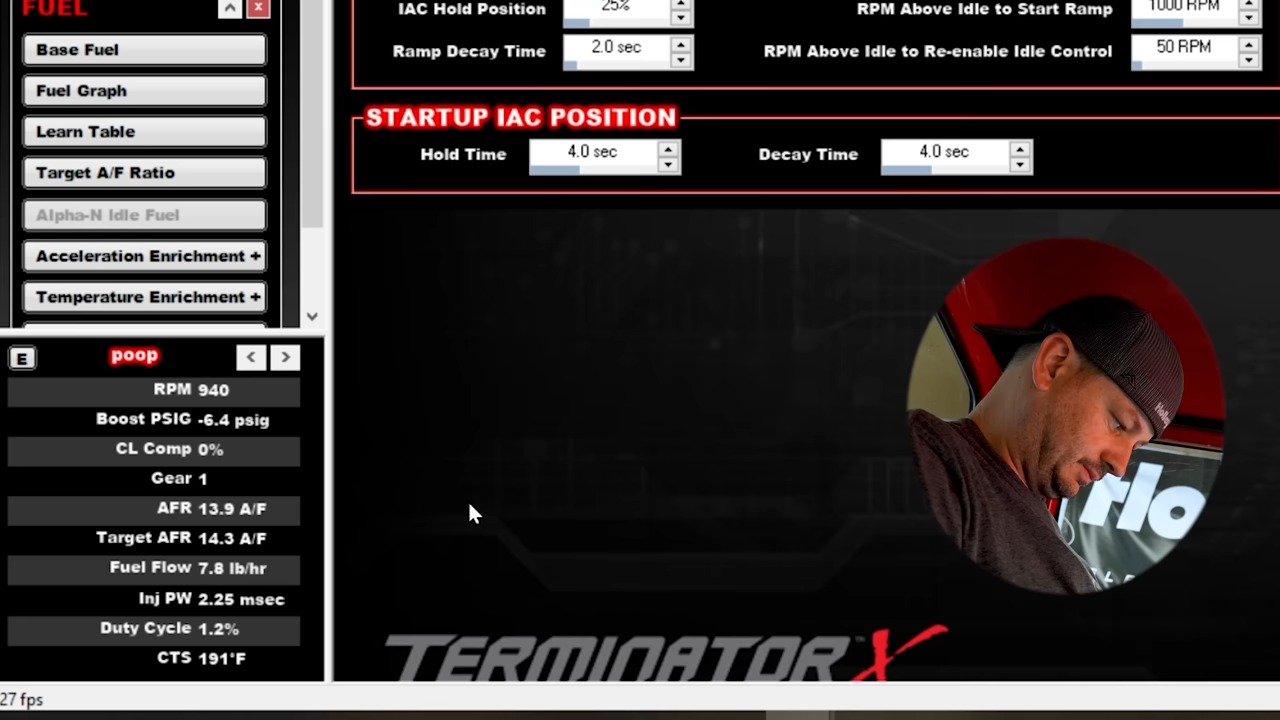 FUEL
Base Fuel
Fuel Graph
Learn Table
Target A/F Ratio
Alpha-N Idle Fuel
Acceleration Enrichment +
Temperature Enrichment +
IAC Hold Position 25% RPM Above Idle to Start Ramp 1000 RPM
Ramp Decay Time 2.0 sec RPM Above Idle to Re-enable Idle Control 50 RPM
STARTUP IAC POSITION
Hold Time 4.0 sec Decay Time 4.0 sec
E poop < >
RPM 940
Boost PSIG -6.4 psig
CL Comp 0%
Gear 1
AFR 13.9 A/F
Target AFR 14.3 A/F
Fuel Flow 7.8 lb/hr
Inj PW 2.25 msec
Duty Cycle 1.2%
CTS 191°F
Holley
Ho
TERMINATOR™ X
27 fps